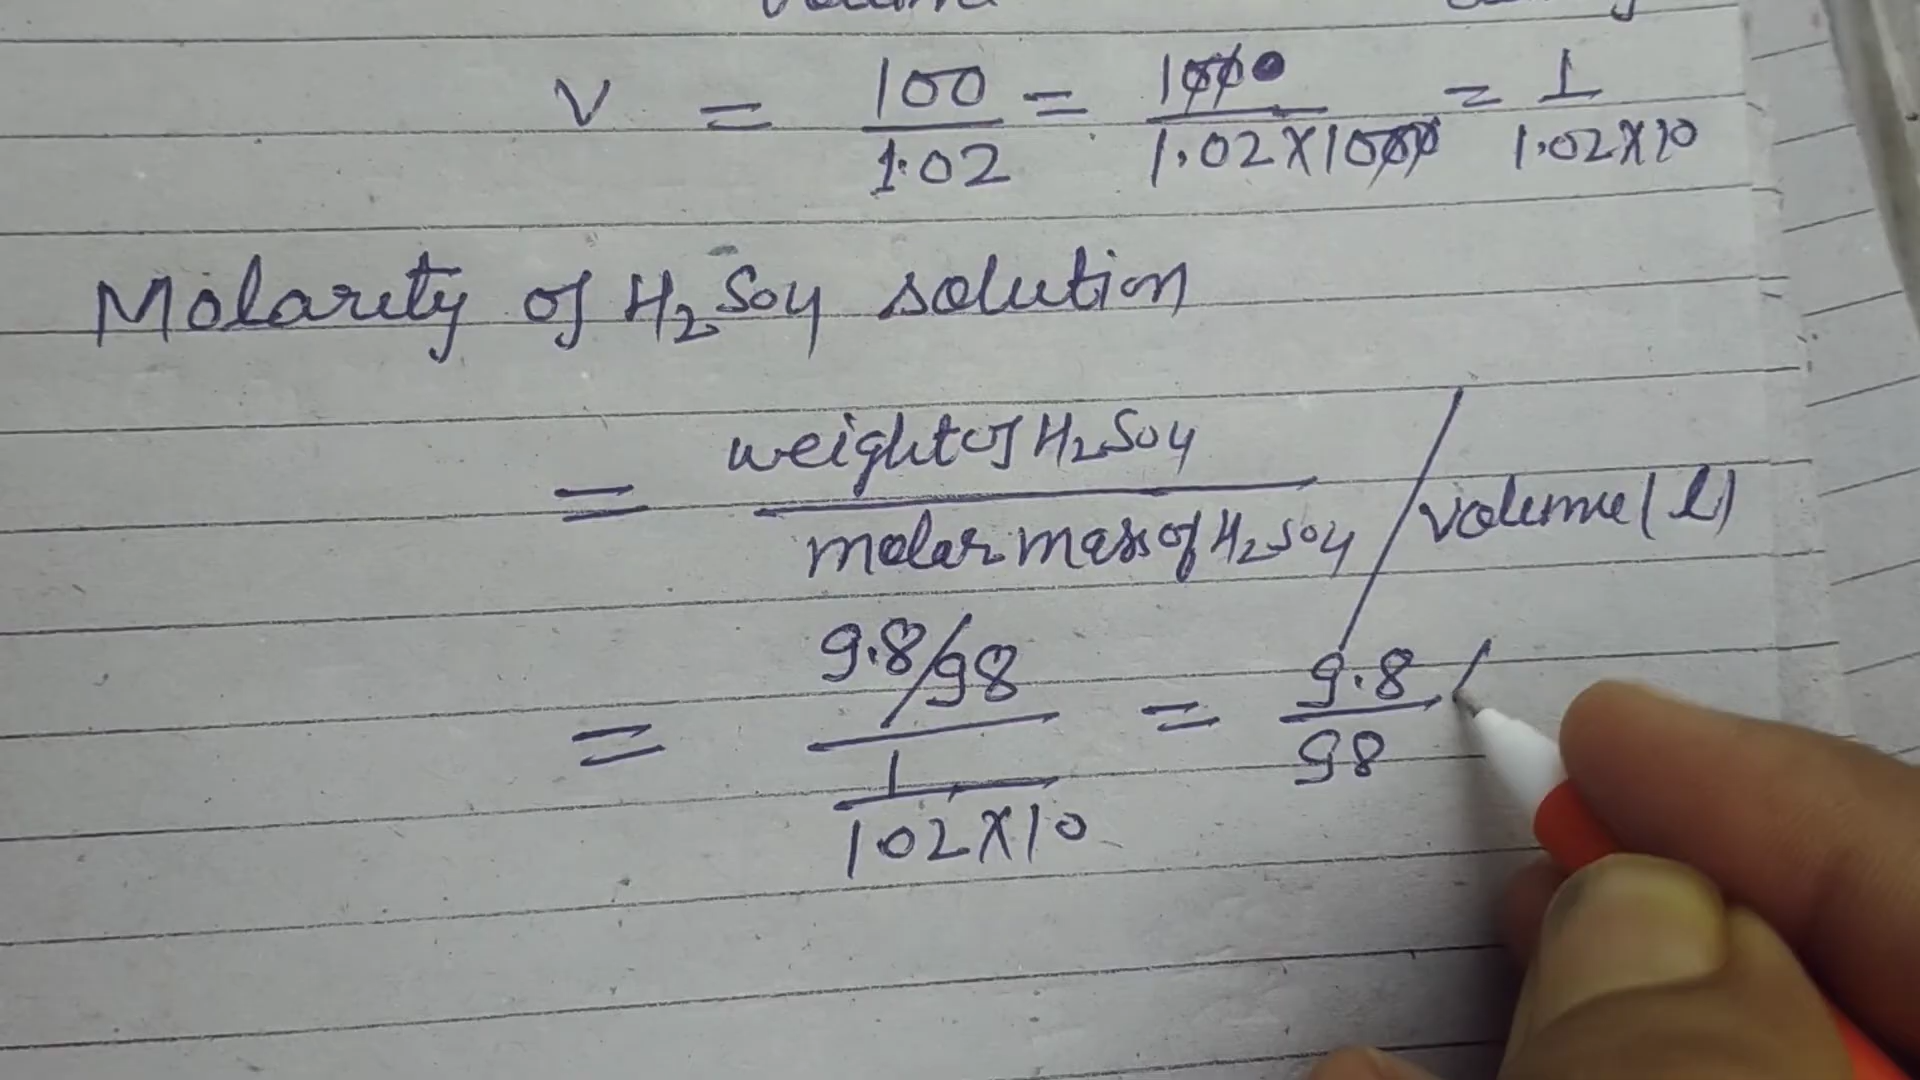 V = 100/1.02 = 1000/1.02×1000 = 1/1.02×10
Molarity of H₂SO₄ solution
= weight of H₂SO₄ / molar mass of H₂SO₄ / volume (l)
= 9.8/98 / 1/1.02×10 = 9.8/98 /